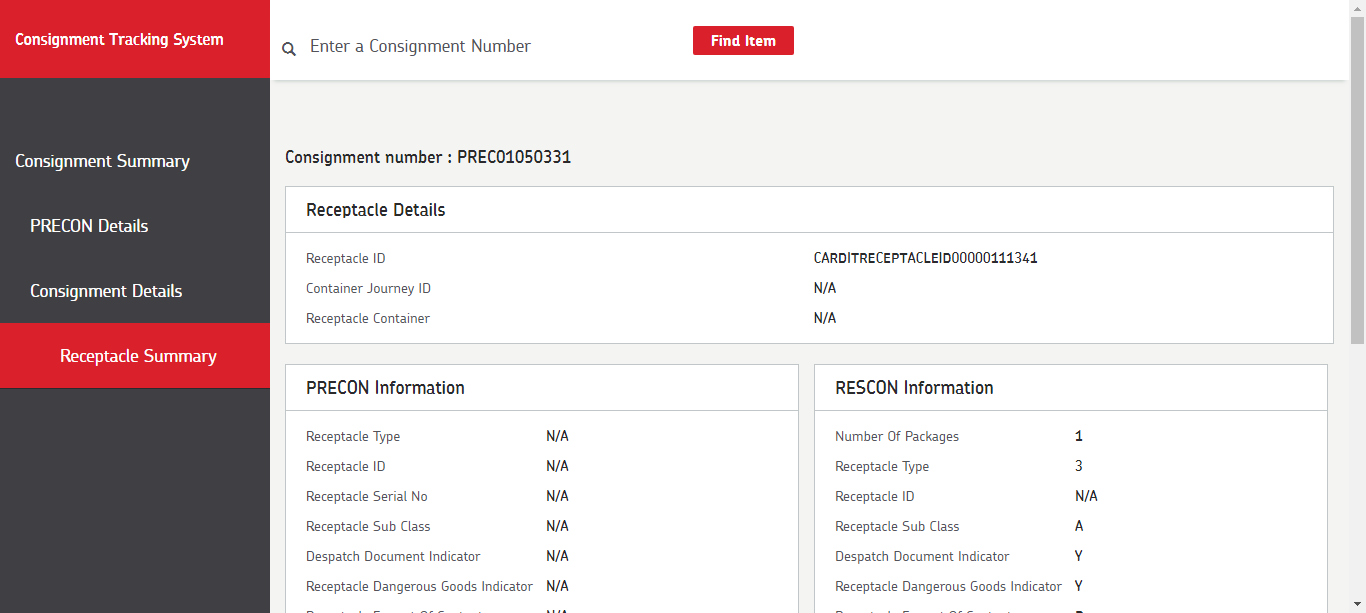 Consignment Tracking System
Enter a Consignment Number
Find Item
Consignment Summary
PRECON Details
Consignment Details
Receptacle Summary
Consignment number : PREC01050331
Receptacle Details
Receptacle ID CARDITRECEPTACLEID00000111341
Container Journey ID N/A
Receptacle Container N/A
PRECON Information
Receptacle Type N/A
Receptacle ID N/A
Receptacle Serial No N/A
Receptacle Sub Class N/A
Despatch Document Indicator N/A
Receptacle Dangerous Goods Indicator N/A
RESCON Information
Number Of Packages 1
Receptacle Type 3
Receptacle ID N/A
Receptacle Sub Class A
Despatch Document Indicator Y
Receptacle Dangerous Goods Indicator Y